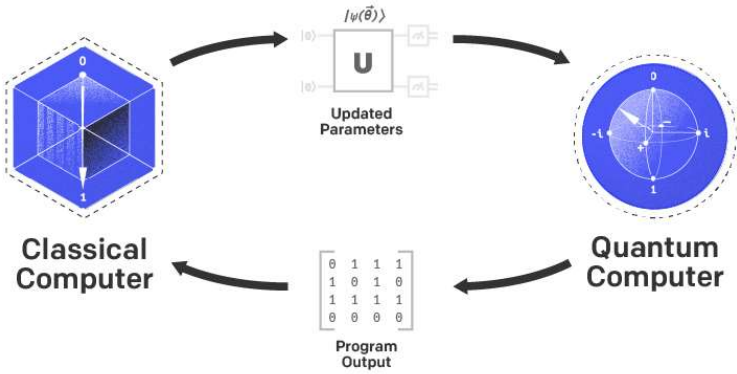 |ψ(θ⃗)⟩
|0⟩
|0⟩
U
Updated
Parameters
0
1
Classical
Computer
0
-i
i
+
−
1
Quantum
Computer
0 1 1 1
1 0 1 0
1 1 1 1
0 0 0 0
Program
Output